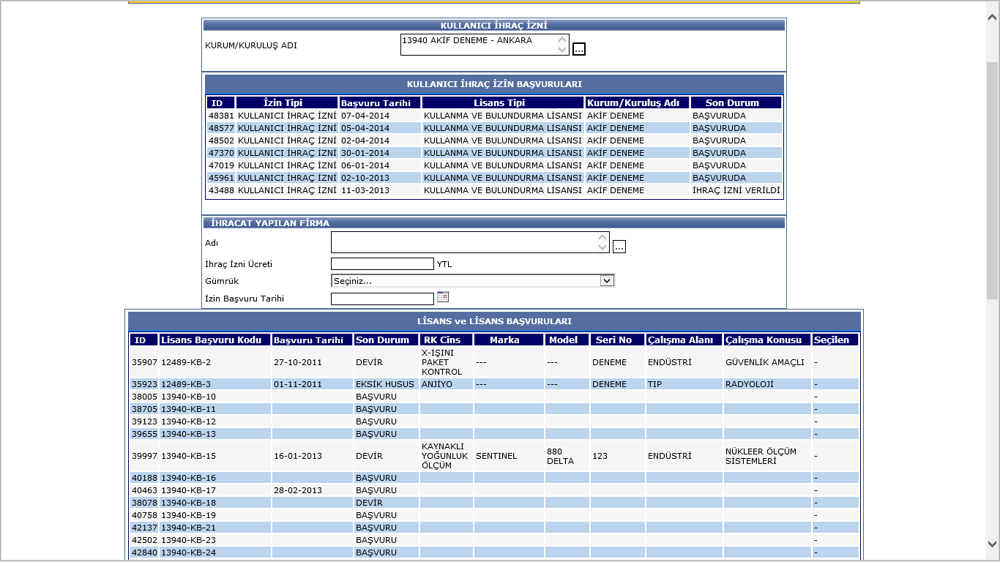 KULLANICI İHRAÇ İZNİ
KURUM/KURULUŞ ADI 13940 AKİF DENEME - ANKARA ...
KULLANICI İHRAÇ İZİN BAŞVURULARI
ID İzin Tipi Başvuru Tarihi Lisans Tipi Kurum/Kuruluş Adı Son Durum
48381 KULLANICI İHRAÇ İZNİ 07-04-2014 KULLANMA VE BULUNDURMA LİSANSI AKİF DENEME BAŞVURUDA
48577 KULLANICI İHRAÇ İZNİ 05-04-2014 KULLANMA VE BULUNDURMA LİSANSI AKİF DENEME BAŞVURUDA
48502 KULLANICI İHRAÇ İZNİ 02-04-2014 KULLANMA VE BULUNDURMA LİSANSI AKİF DENEME BAŞVURUDA
47370 KULLANICI İHRAÇ İZNİ 30-01-2014 KULLANMA VE BULUNDURMA LİSANSI AKİF DENEME BAŞVURUDA
47019 KULLANICI İHRAÇ İZNİ 06-01-2014 KULLANMA VE BULUNDURMA LİSANSI AKİF DENEME BAŞVURUDA
45961 KULLANICI İHRAÇ İZNİ 02-10-2013 KULLANMA VE BULUNDURMA LİSANSI AKİF DENEME BAŞVURUDA
43488 KULLANICI İHRAÇ İZNİ 11-03-2013 KULLANMA VE BULUNDURMA LİSANSI AKİF DENEME İHRAÇ İZNİ VERİLDİ
İHRACAT YAPILAN FİRMA
Adı ...
İhraç İzni Ücreti YTL
Gümrük Seçiniz...
İzin Başvuru Tarihi
LİSANS ve LİSANS BAŞVURULARI
ID Lisans Başvuru Kodu Başvuru Tarihi Son Durum RK Cins Marka Model Seri No Çalışma Alanı Çalışma Konusu Seçilen
35907 12489-KB-2 27-10-2011 DEVİR X-IŞINI PAKET KONTROL --- --- DENEME ENDÜSTRİ GÜVENLİK AMAÇLI -
35923 12489-KB-3 01-11-2011 EKSİK HUSUS ANJİYO --- --- DENEME TIP RADYOLOJİ -
38005 13940-KB-10 BAŞVURU -
38705 13940-KB-11 BAŞVURU -
39123 13940-KB-12 BAŞVURU -
39655 13940-KB-13 BAŞVURU -
39997 13940-KB-15 16-01-2013 DEVİR KAYNAKLI YOĞUNLUK ÖLÇÜM SENTINEL 880 DELTA 123 ENDÜSTRİ NÜKLEER ÖLÇÜM SİSTEMLERİ -
40188 13940-KB-16 BAŞVURU -
40463 13940-KB-17 28-02-2013 BAŞVURU -
38078 13940-KB-18 DEVİR -
40758 13940-KB-19 BAŞVURU -
42137 13940-KB-21 BAŞVURU -
42502 13940-KB-23 BAŞVURU -
42840 13940-KB-24 BAŞVURU -